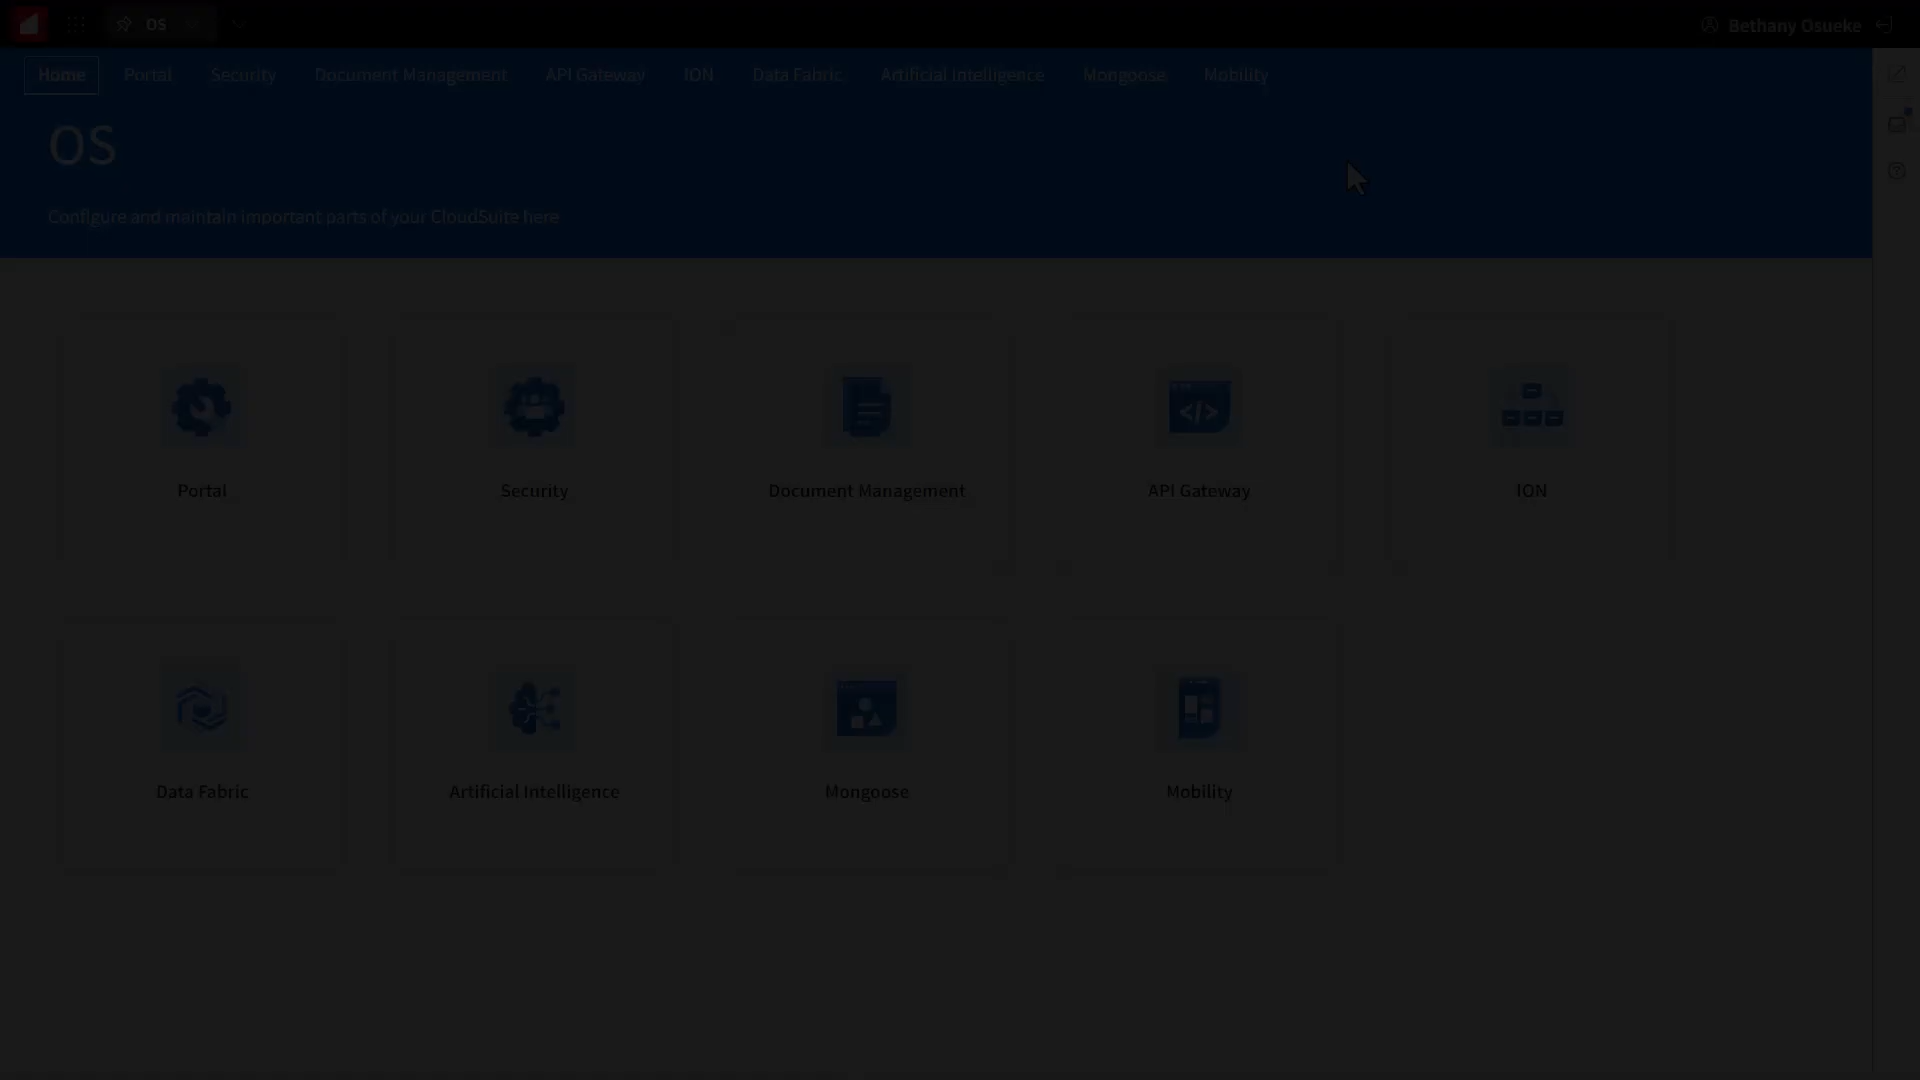 OS
Bethany Osueke
Home
Portal
Security
Document Management
API Gateway
ION
Data Fabric
Artificial Intelligence
Mongoose
Mobility
OS
Configure and maintain important parts of your CloudSuite here
Portal
Security
Document Management
API Gateway
ION
Data Fabric
Artificial Intelligence
Mongoose
Mobility